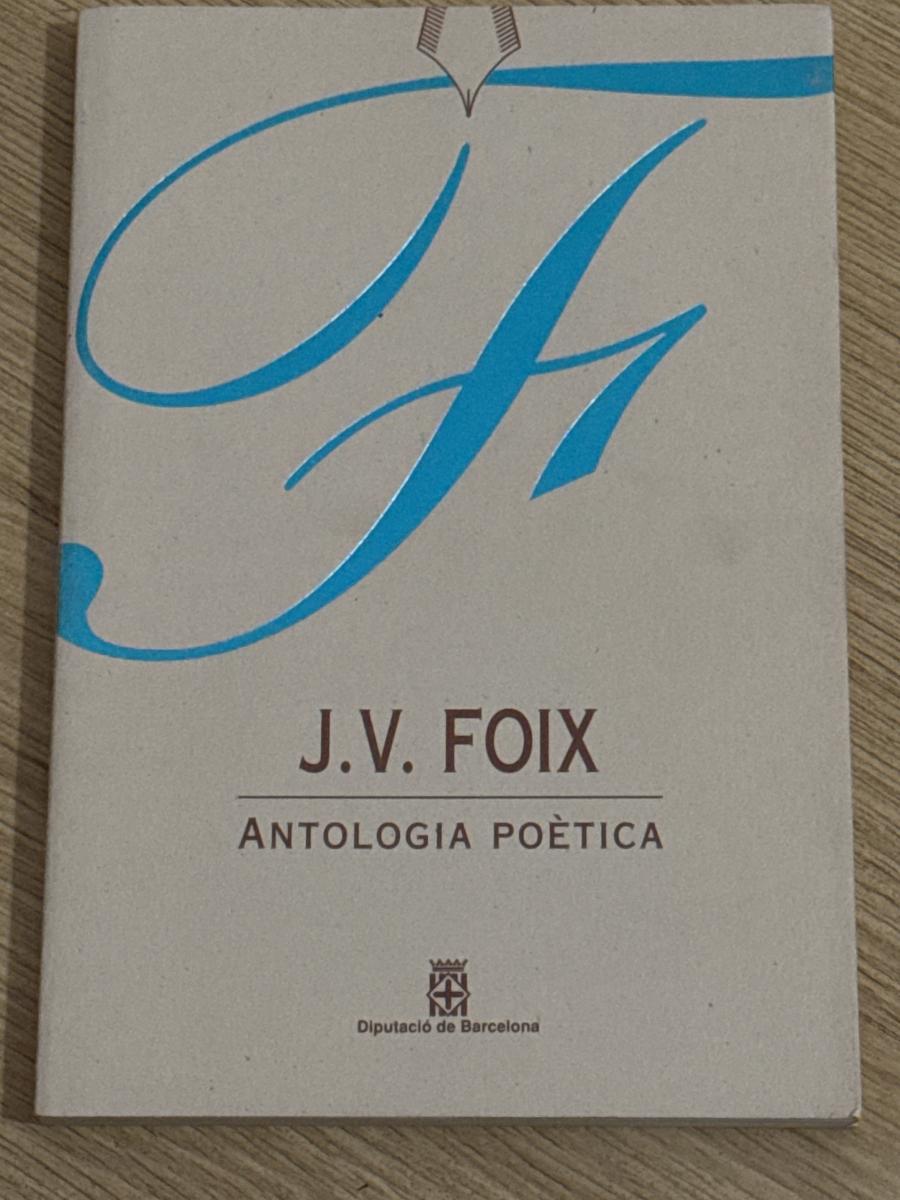 F
J.V. FOIX
ANTOLOGIA POÈTICA
Diputació de Barcelona